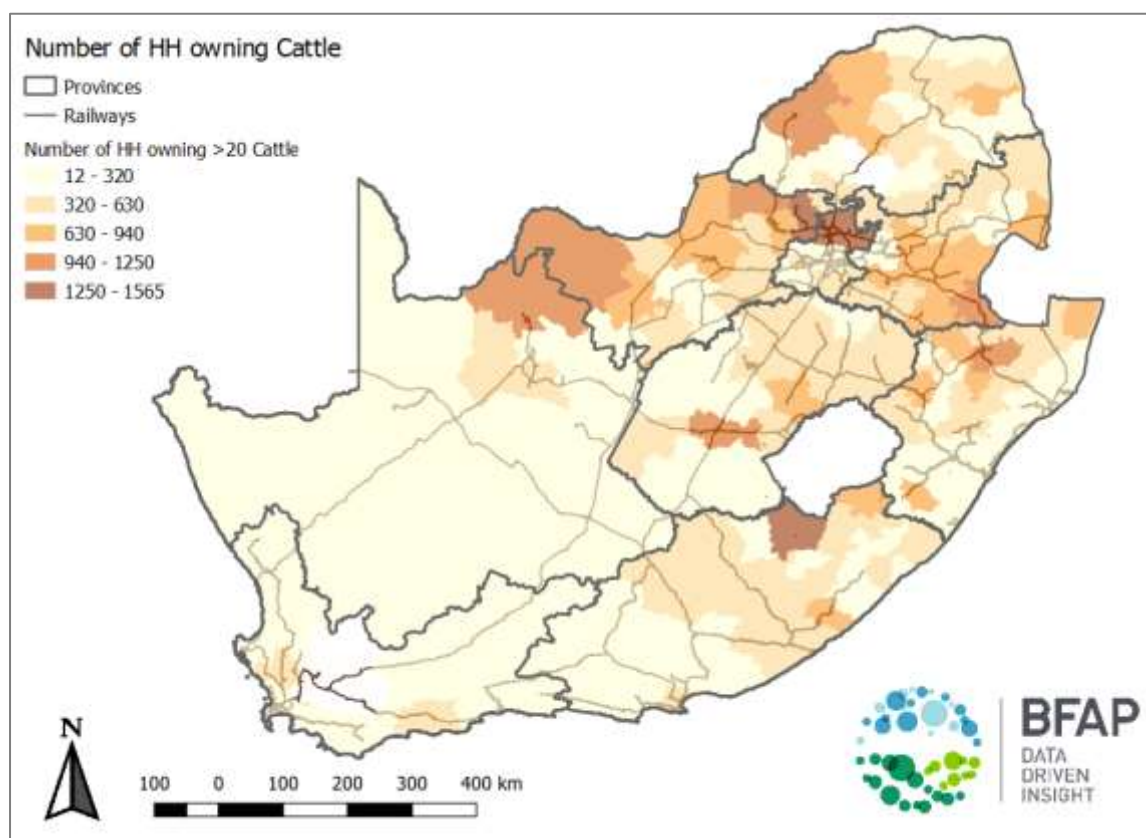 Number of HH owning Cattle
Provinces
Railways
Number of HH owning >20 Cattle
12 - 320
320 - 630
630 - 940
940 - 1250
1250 - 1565
N
100 0 100 200 300 400 km
BFAP
DATA
DRIVEN
INSIGHT